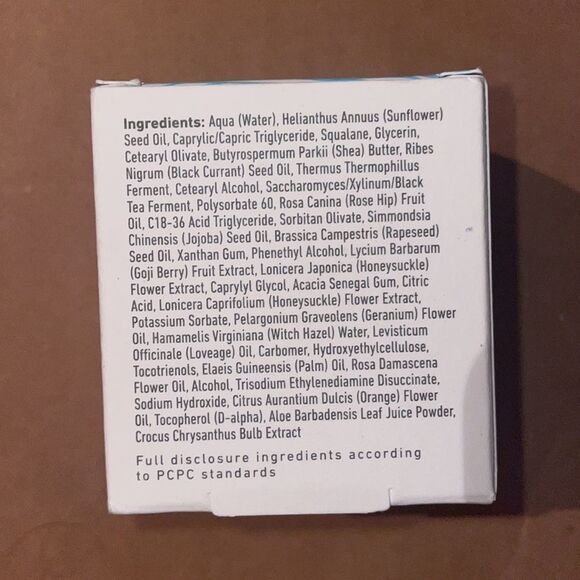 Ingredients: Aqua (Water), Helianthus Annuus (Sunflower)
Seed Oil, Caprylic/Capric Triglyceride, Squalane, Glycerin,
Cetearyl Olivate, Butyrospermum Parkii (Shea) Butter, Ribes
Nigrum (Black Currant) Seed Oil, Thermus Thermophillus
Ferment, Cetearyl Alcohol, Saccharomyces/Xylinum/Black
Tea Ferment, Polysorbate 60, Rosa Canina (Rose Hip) Fruit
Oil, C18-36 Acid Triglyceride, Sorbitan Olivate, Simmondsia
Chinensis (Jojoba) Seed Oil, Brassica Campestris (Rapeseed)
Seed Oil, Xanthan Gum, Phenethyl Alcohol, Lycium Barbarum
(Goji Berry) Fruit Extract, Lonicera Japonica (Honeysuckle)
Flower Extract, Caprylyl Glycol, Acacia Senegal Gum, Citric
Acid, Lonicera Caprifolium (Honeysuckle) Flower Extract,
Potassium Sorbate, Pelargonium Graveolens (Geranium) Flower
Oil, Hamamelis Virginiana (Witch Hazel) Water, Levisticum
Officinale (Loveage) Oil, Carbomer, Hydroxyethylcellulose,
Tocotrienols, Elaeis Guineensis (Palm) Oil, Rosa Damascena
Flower Oil, Alcohol, Trisodium Ethylenediamine Disuccinate,
Sodium Hydroxide, Citrus Aurantium Dulcis (Orange) Flower
Oil, Tocopherol (D-alpha), Aloe Barbadensis Leaf Juice Powder,
Crocus Chrysanthus Bulb Extract
Full disclosure ingredients according
to PCPC standards